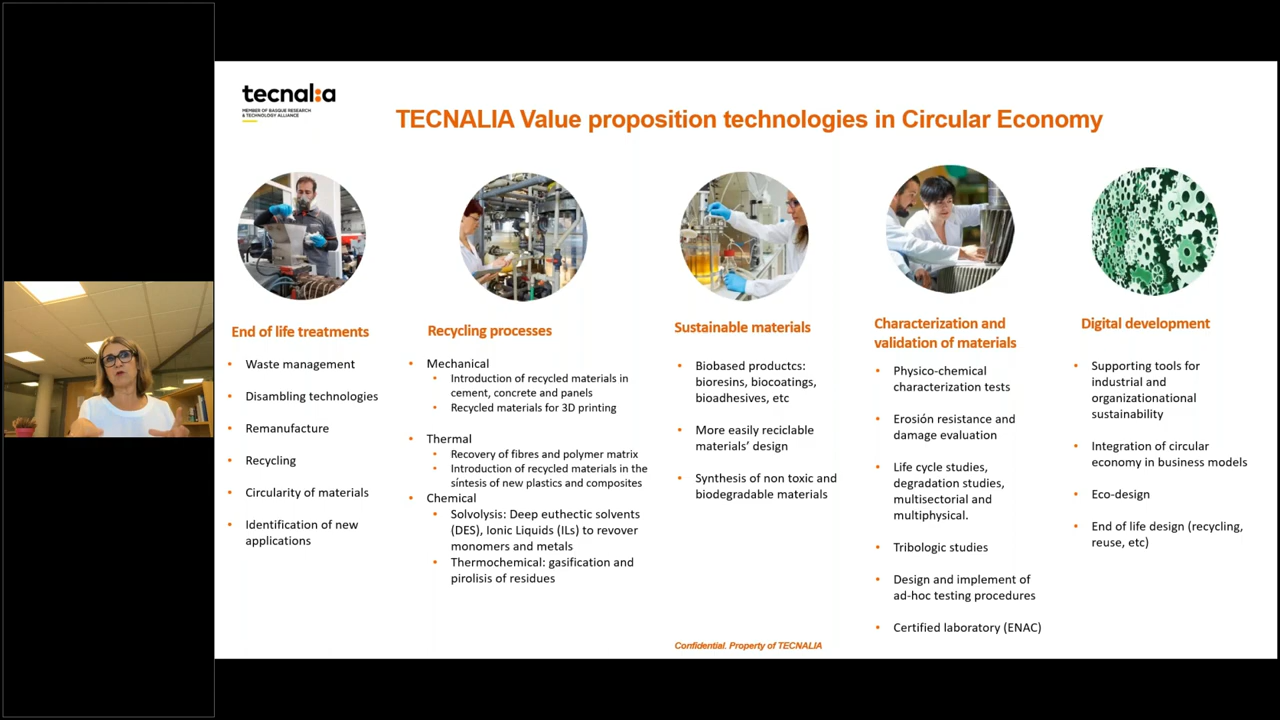 tecnalia
MEMBER OF BASQUE RESEARCH
& TECHNOLOGY ALLIANCE
TECNALIA Value proposition technologies in Circular Economy
End of life treatments
• Waste management
• Disambling technologies
• Remanufacture
• Recycling
• Circularity of materials
• Identification of new
applications
Recycling processes
• Mechanical
• Introduction of recycled materials in
cement, concrete and panels
• Recycled materials for 3D printing
• Thermal
• Recovery of fibres and polymer matrix
• Introduction of recycled materials in the
síntesis of new plastics and composites
• Chemical
• Solvolysis: Deep euthectic solvents
(DES), Ionic Liquids (ILs) to revover
monomers and metals
• Thermochemical: gasification and
pirolisis of residues
Sustainable materials
• Biobased productcs:
bioresins, biocoatings,
bioadhesives, etc
• More easily reciclable
materials’ design
• Synthesis of non toxic and
biodegradable materials
Characterization and
validation of materials
• Physico-chemical
characterization tests
• Erosión resistance and
damage evaluation
• Life cycle studies,
degradation studies,
multisectorial and
multiphysical.
• Tribologic studies
• Design and implement of
ad-hoc testing procedures
• Certified laboratory (ENAC)
Digital development
• Supporting tools for
industrial and
organizationational
sustainability
• Integration of circular
economy in business models
• Eco-design
• End of life design (recycling,
reuse, etc)
Confidential. Property of TECNALIA